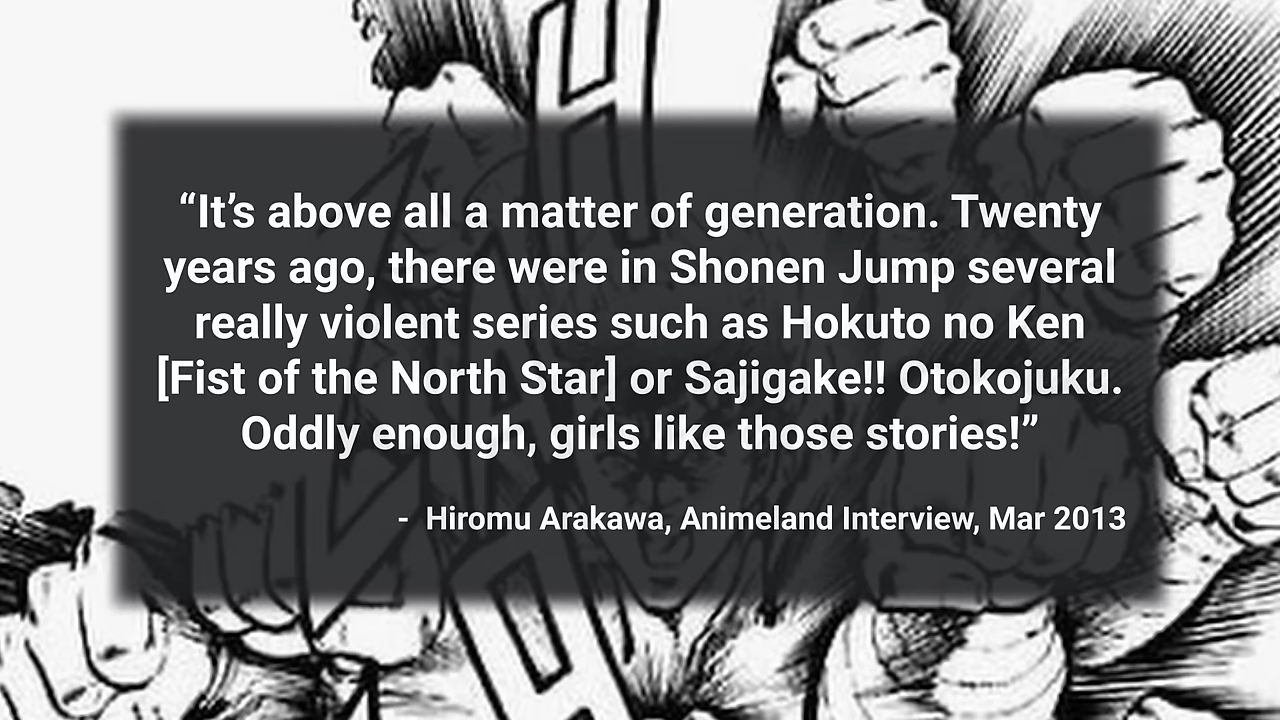 “It’s above all a matter of generation. Twenty
years ago, there were in Shonen Jump several
really violent series such as Hokuto no Ken
[Fist of the North Star] or Sajigake!! Otokojuku.
Oddly enough, girls like those stories!”
- Hiromu Arakawa, Animeland Interview, Mar 2013